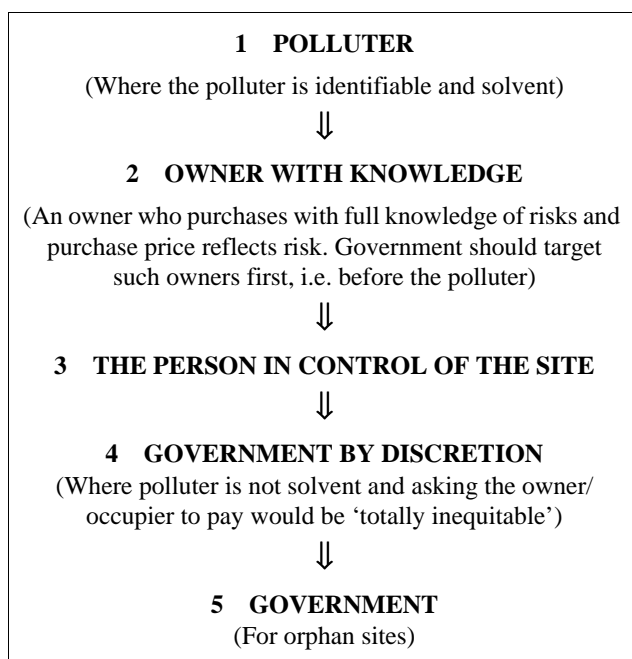 1 POLLUTER
(Where the polluter is identifiable and solvent)
⇓
2 OWNER WITH KNOWLEDGE
(An owner who purchases with full knowledge of risks and
purchase price reflects risk. Government should target
such owners first, i.e. before the polluter)
⇓
3 THE PERSON IN CONTROL OF THE SITE
⇓
4 GOVERNMENT BY DISCRETION
(Where polluter is not solvent and asking the owner/
occupier to pay would be ‘totally inequitable’)
⇓
5 GOVERNMENT
(For orphan sites)